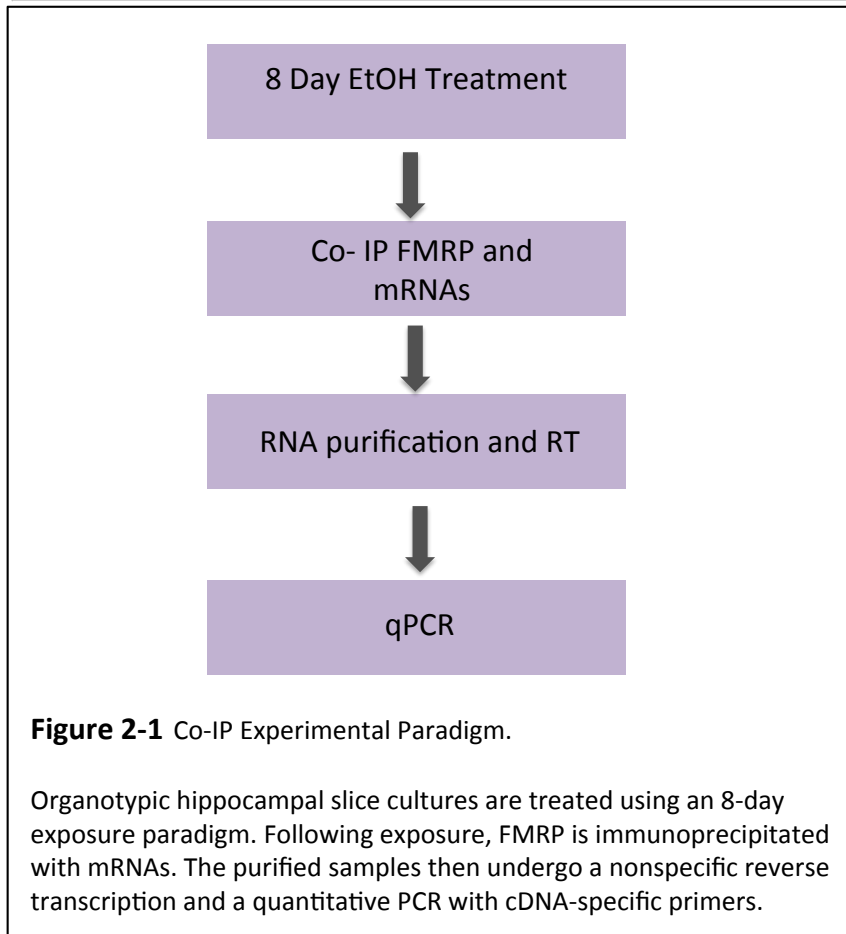 8 Day EtOH Treatment
Co- IP FMRP and
mRNAs
RNA purification and RT
qPCR
Figure 2-1 Co-IP Experimental Paradigm.
Organotypic hippocampal slice cultures are treated using an 8-day
exposure paradigm. Following exposure, FMRP is immunoprecipitated
with mRNAs. The purified samples then undergo a nonspecific reverse
transcription and a quantitative PCR with cDNA-specific primers.